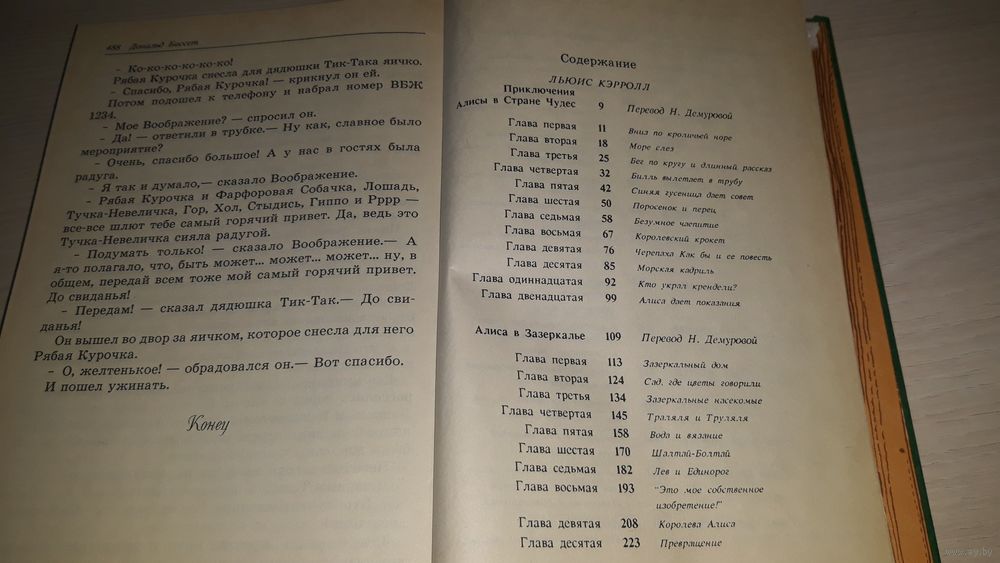 488 Дональд Биссет
– Ко-ко-ко-ко-ко-ко!
Рябая Курочка снесла для дядюшки Тик-Така яичко.
– Спасибо, Рябая Курочка! — крикнул он ей.
Потом подошел к телефону и набрал номер ВБЖ
1234.
– Мое Воображение? — спросил он.
– Да! — ответили в трубке.— Ну как, славное было
мероприятие?
– Очень, спасибо большое! А у нас в гостях была
радуга.
– Я так и думало,— сказало Воображение.
– Рябая Курочка и Фарфоровая Собачка, Лошадь,
Тучка-Невеличка, Гор, Хол, Стыдись, Гиппо и Рррр —
все-все шлют тебе самый горячий привет. Да, ведь это
Тучка-Невеличка сияла радугой.
– Подумать только! — сказало Воображение.— А
я-то полагало, что, быть может... может... может... ну, в
общем, передай всем тоже мой самый горячий привет.
До свиданья!
– Передам! — сказал дядюшка Тик-Так.— До сви-
данья!
Он вышел во двор за яичком, которое снесла для него
Рябая Курочка.
– О, желтенькое! — обрадовался он.— Вот спасибо.
И пошел ужинать.
Конец
Содержание
ЛЬЮИС КЭРРОЛЛ
Приключения
Алисы в Стране Чудес 9 Перевод Н. Демуровой
Глава первая 11 Вниз по кроличьей норе
Глава вторая 18 Море слез
Глава третья 25 Бег по кругу и длинный рассказ
Глава четвертая 32 Билль вылетает в трубу
Глава пятая 42 Синяя гусеница дает совет
Глава шестая 50 Поросенок и перец
Глава седьмая 58 Безумное чаепитие
Глава восьмая 67 Королевский крокет
Глава девятая 76 Черепаха Как бы и ее повесть
Глава десятая 85 Морская кадриль
Глава одиннадцатая 92 Кто украл крендели?
Глава двенадцатая 99 Алиса дает показания
Алиса в Зазеркалье 109 Перевод Н. Демуровой
Глава первая 113 Зазеркальный дом
Глава вторая 124 Сад, где цветы говорили
Глава третья 134 Зазеркальные насекомые
Глава четвертая 145 Траляля и Труляля
Глава пятая 158 Вода и вязание
Глава шестая 170 Шалтай-Болтай
Глава седьмая 182 Лев и Единорог
Глава восьмая 193 "Это мое собственное
изобретение!"
Глава девятая 208 Королева Алиса
Глава десятая 223 Превращение